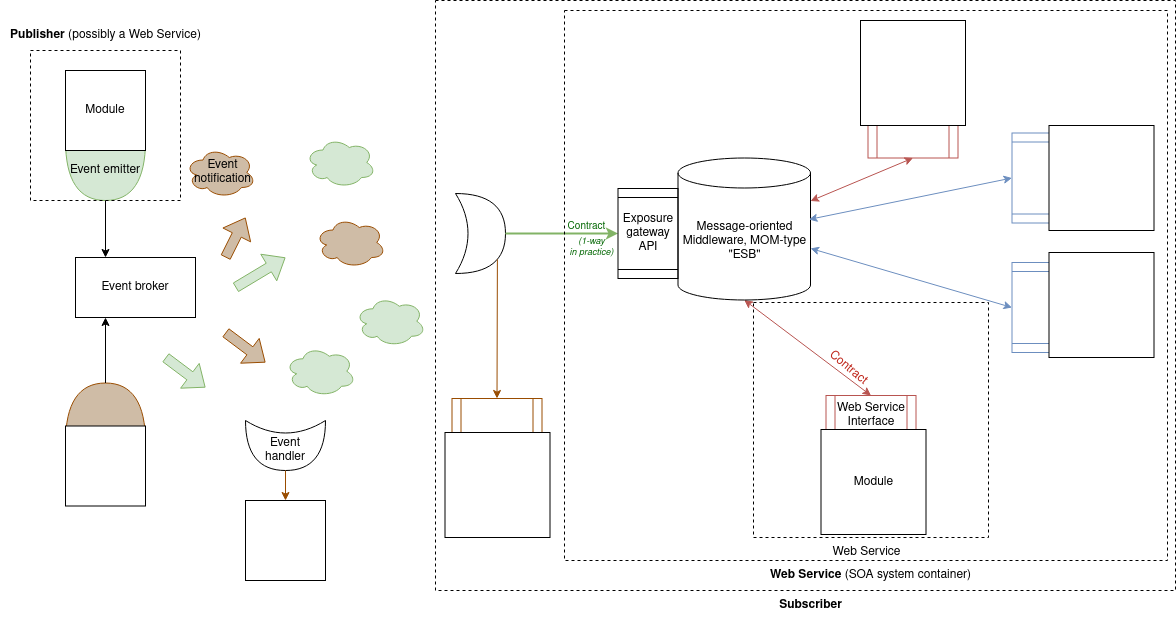 Publisher (possibly a Web Service)
Module
Event emitter
Event
notification
Event broker
Event
handler
Contract
(1-way
in practice)
Exposure
gateway
API
Message-oriented
Middleware, MOM-type
"ESB"
Contract
Web Service
Interface
Module
Web Service
Web Service (SOA system container)
Subscriber